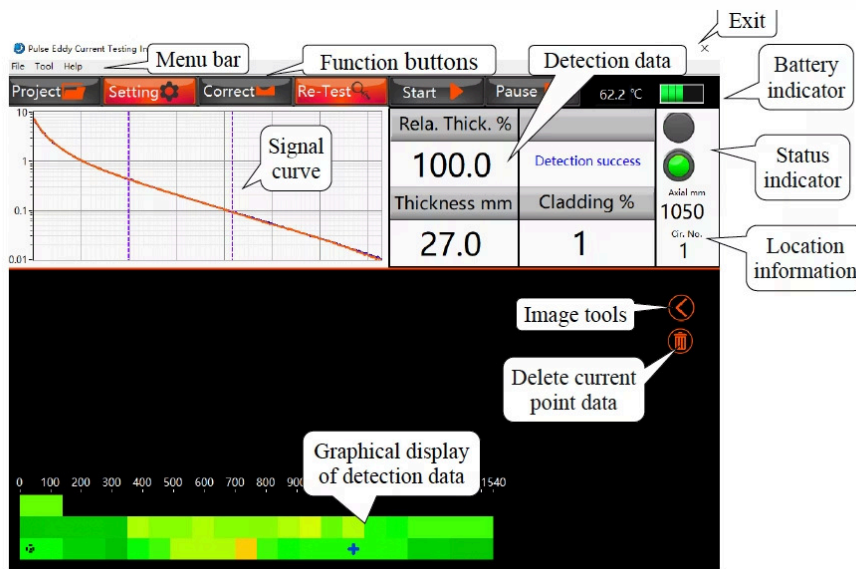 Exit
Pulse Eddy Current Testing In
Menu bar
Function buttons
Detection data
File Tool Help
Battery
indicator
Project
Setting
Correct
Re-Test
Start
Pau
62.2 ℃
10
1
0.1
0.01
Signal
curve
Rela. Thick. %
100.0
Detection success
Thickness mm
Cladding %
27.0
1
Status
indicator
Axial mm
1050
Cir. No.
1
Location
information
Image tools
Delete current
point data
Graphical display
of detection data
0 100 200 300 400 500 600 700 800 1540